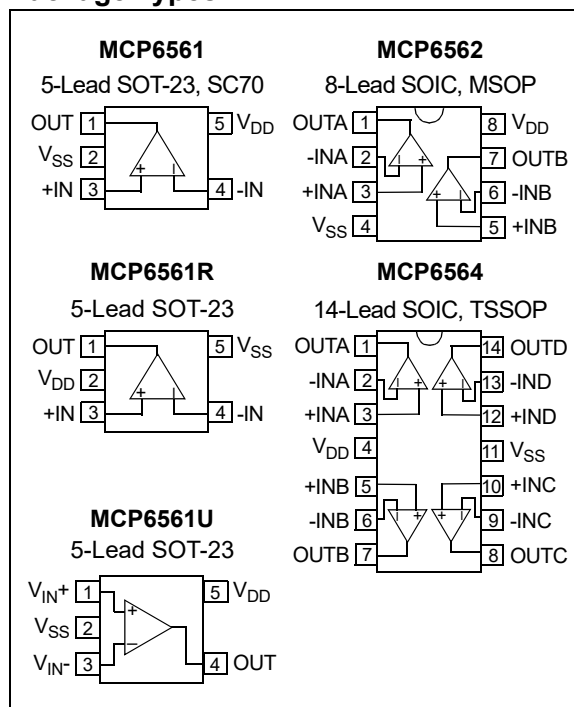 MCP6561
5-Lead SOT-23, SC70
OUT 1
5 VDD
VSS 2
+IN 3
4 -IN
+ –
MCP6562
8-Lead SOIC, MSOP
OUTA 1
8 VDD
-INA 2
7 OUTB
+INA 3
6 -INB
VSS 4
5 +INB
– +
+ –
MCP6561R
5-Lead SOT-23
OUT 1
5 VSS
VDD 2
+IN 3
4 -IN
+ –
MCP6564
14-Lead SOIC, TSSOP
OUTA 1
14 OUTD
-INA 2
13 -IND
+INA 3
12 +IND
VDD 4
11 VSS
+INB 5
10 +INC
-INB 6
9 -INC
OUTB 7
8 OUTC
– +
+ –
– +
+ –
MCP6561U
5-Lead SOT-23
VIN+ 1
5 VDD
VSS 2
VIN- 3
4 OUT
+
–